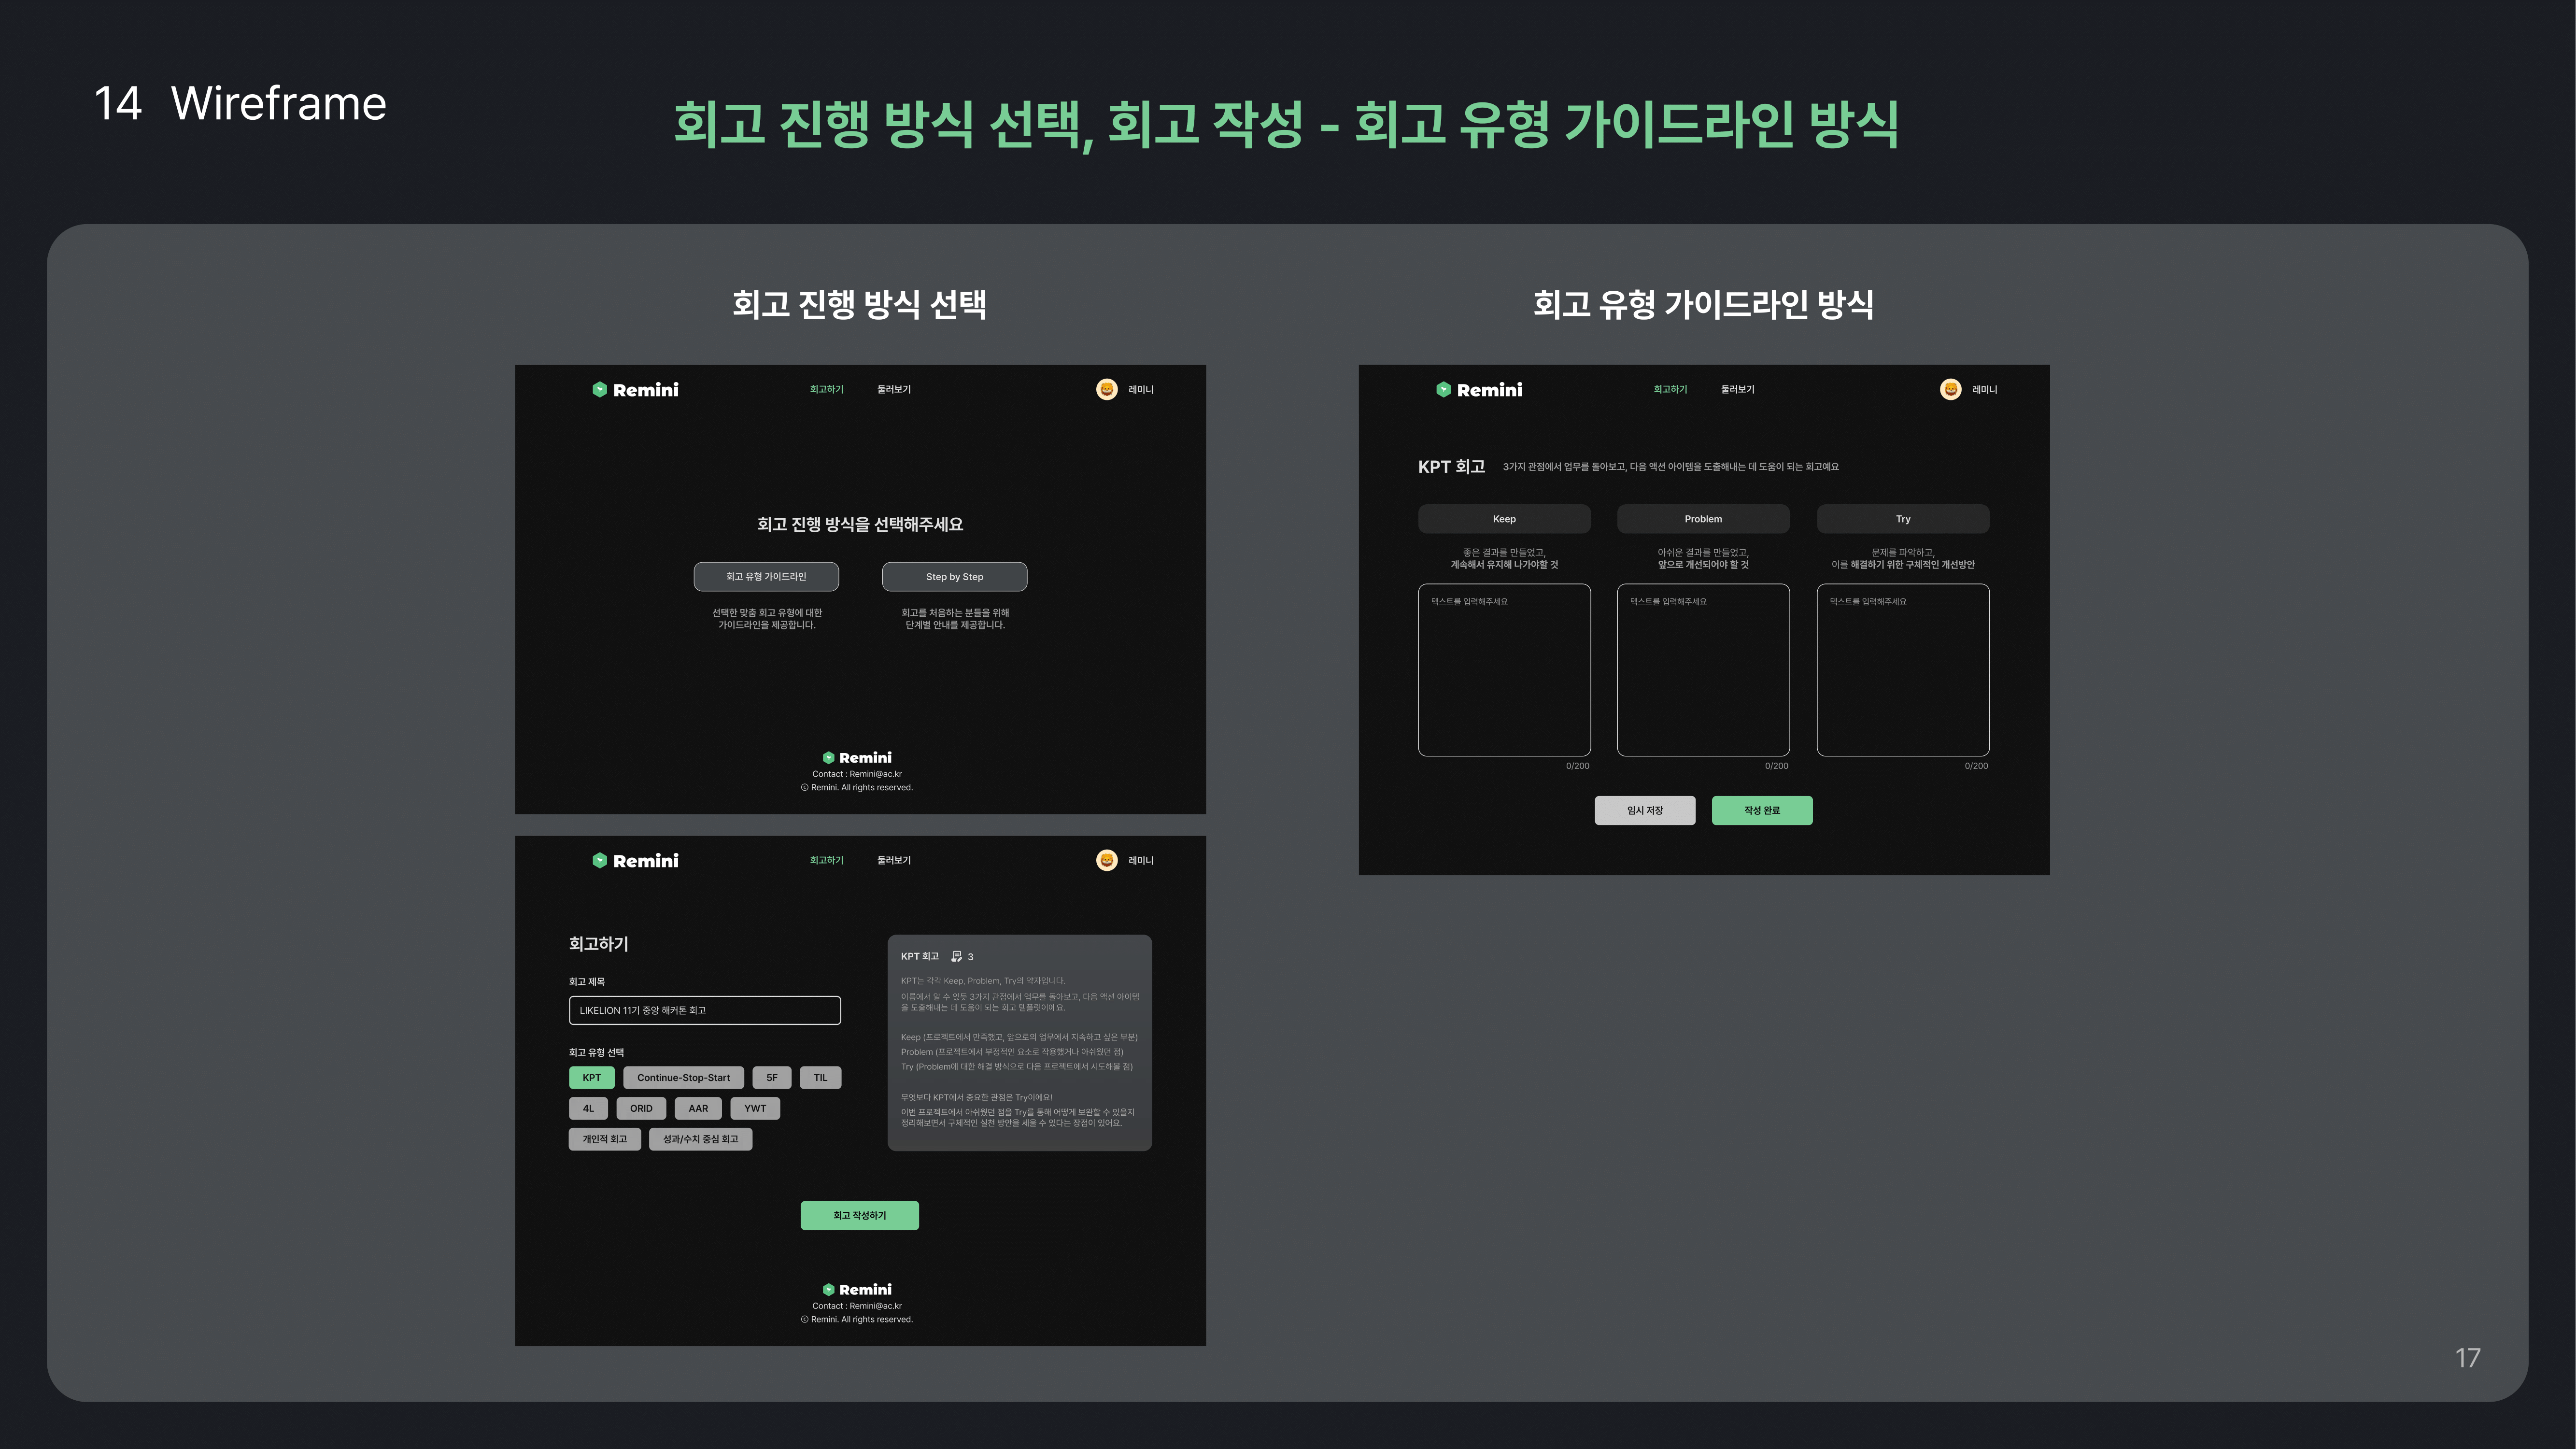 14 Wireframe
회고 진행 방식 선택, 회고 작성 - 회고 유형 가이드라인 방식
회고 진행 방식 선택
Remini
회고하기
둘러보기
레미니
회고 진행 방식을 선택해주세요
회고 유형 가이드라인
Step by Step
선택한 맞춤 회고 유형에 대한
가이드라인을 제공합니다.
회고를 처음하는 분들을 위해
단계별 안내를 제공합니다.
Remini
Contact : Remini@ac.kr
ⓒ Remini. All rights reserved.
Remini
회고하기
둘러보기
레미니
회고하기
회고 제목
LIKELION 11기 중앙 해커톤 회고
회고 유형 선택
KPT
Continue-Stop-Start
5F
TIL
4L
ORID
AAR
YWT
개인적 회고
성과/수치 중심 회고
KPT 회고 3
KPT는 각각 Keep, Problem, Try의 약자입니다.
이름에서 알 수 있듯 3가지 관점에서 업무를 돌아보고, 다음 액션 아이템
을 도출해내는 데 도움이 되는 회고 템플릿이에요.
Keep (프로젝트에서 만족했고, 앞으로의 업무에서 지속하고 싶은 부분)
Problem (프로젝트에서 부정적인 요소로 작용했거나 아쉬웠던 점)
Try (Problem에 대한 해결 방식으로 다음 프로젝트에서 시도해볼 점)
무엇보다 KPT에서 중요한 관점은 Try이에요!
이번 프로젝트에서 아쉬웠던 점을 Try를 통해 어떻게 보완할 수 있을지
정리해보면서 구체적인 실천 방안을 세울 수 있다는 장점이 있어요.
회고 작성하기
Remini
Contact : Remini@ac.kr
ⓒ Remini. All rights reserved.
회고 유형 가이드라인 방식
Remini
회고하기
둘러보기
레미니
KPT 회고
3가지 관점에서 업무를 돌아보고, 다음 액션 아이템을 도출해내는 데 도움이 되는 회고예요
Keep
좋은 결과를 만들었고,
계속해서 유지해 나가야할 것
텍스트를 입력해주세요
0/200
Problem
아쉬운 결과를 만들었고,
앞으로 개선되어야 할 것
텍스트를 입력해주세요
0/200
Try
문제를 파악하고,
이를 해결하기 위한 구체적인 개선방안
텍스트를 입력해주세요
0/200
임시 저장
작성 완료
17